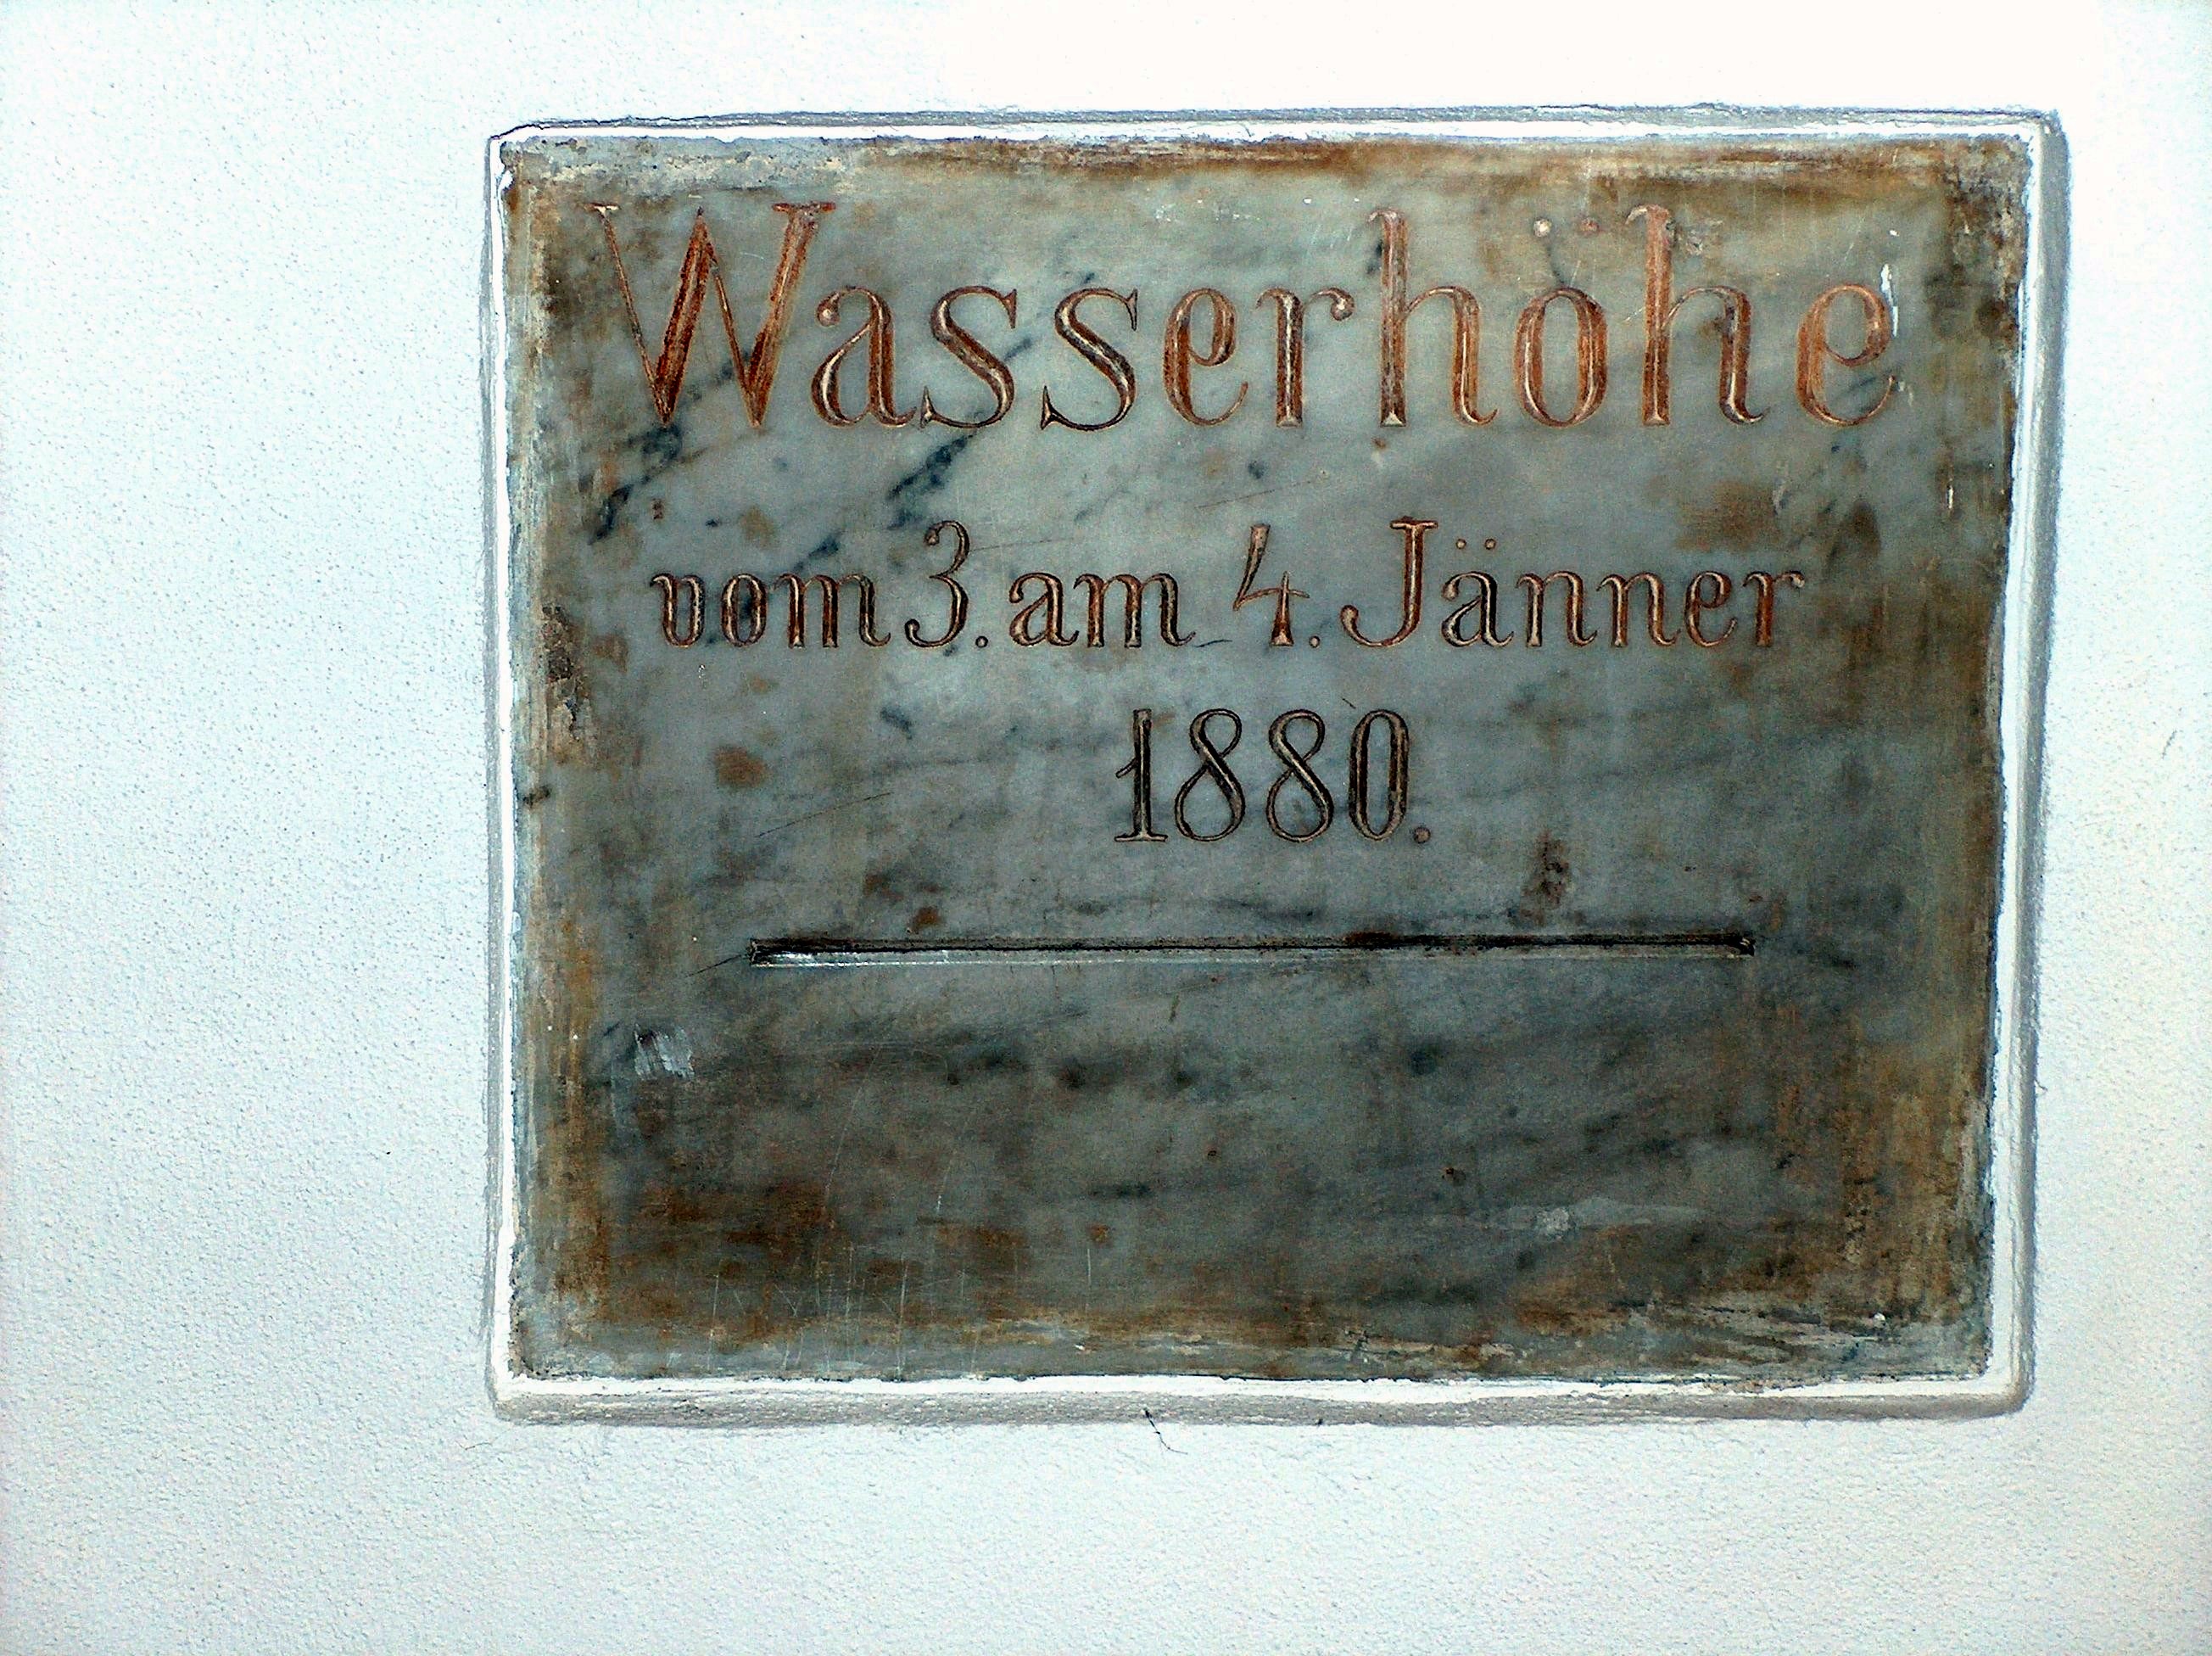 Wasserhöhe
vom 3. am 4. Jänner
1880.